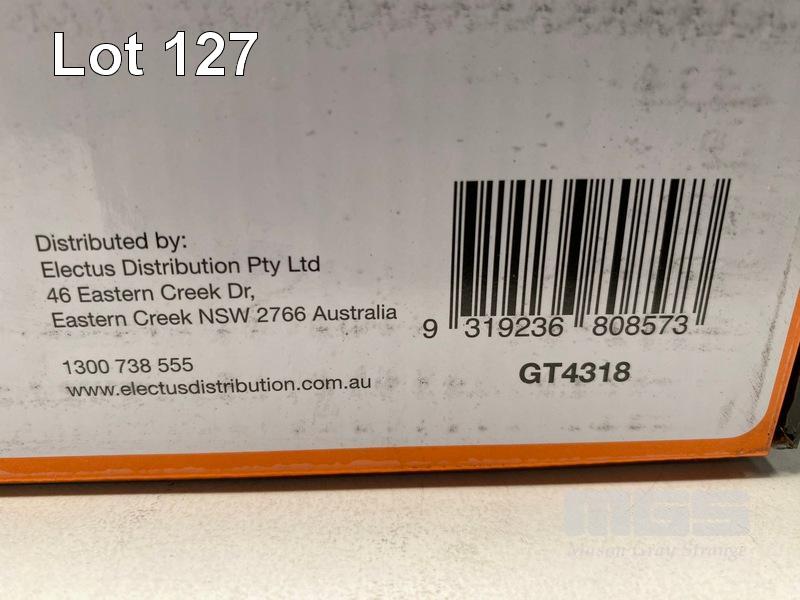 Lot 127
Distributed by:
Electus Distribution Pty Ltd
46 Eastern Creek Dr,
Eastern Creek NSW 2766 Australia
1300 738 555
www.electusdistribution.com.au
9 319236 808573
GT4318
MGS
Mason Gray Strange